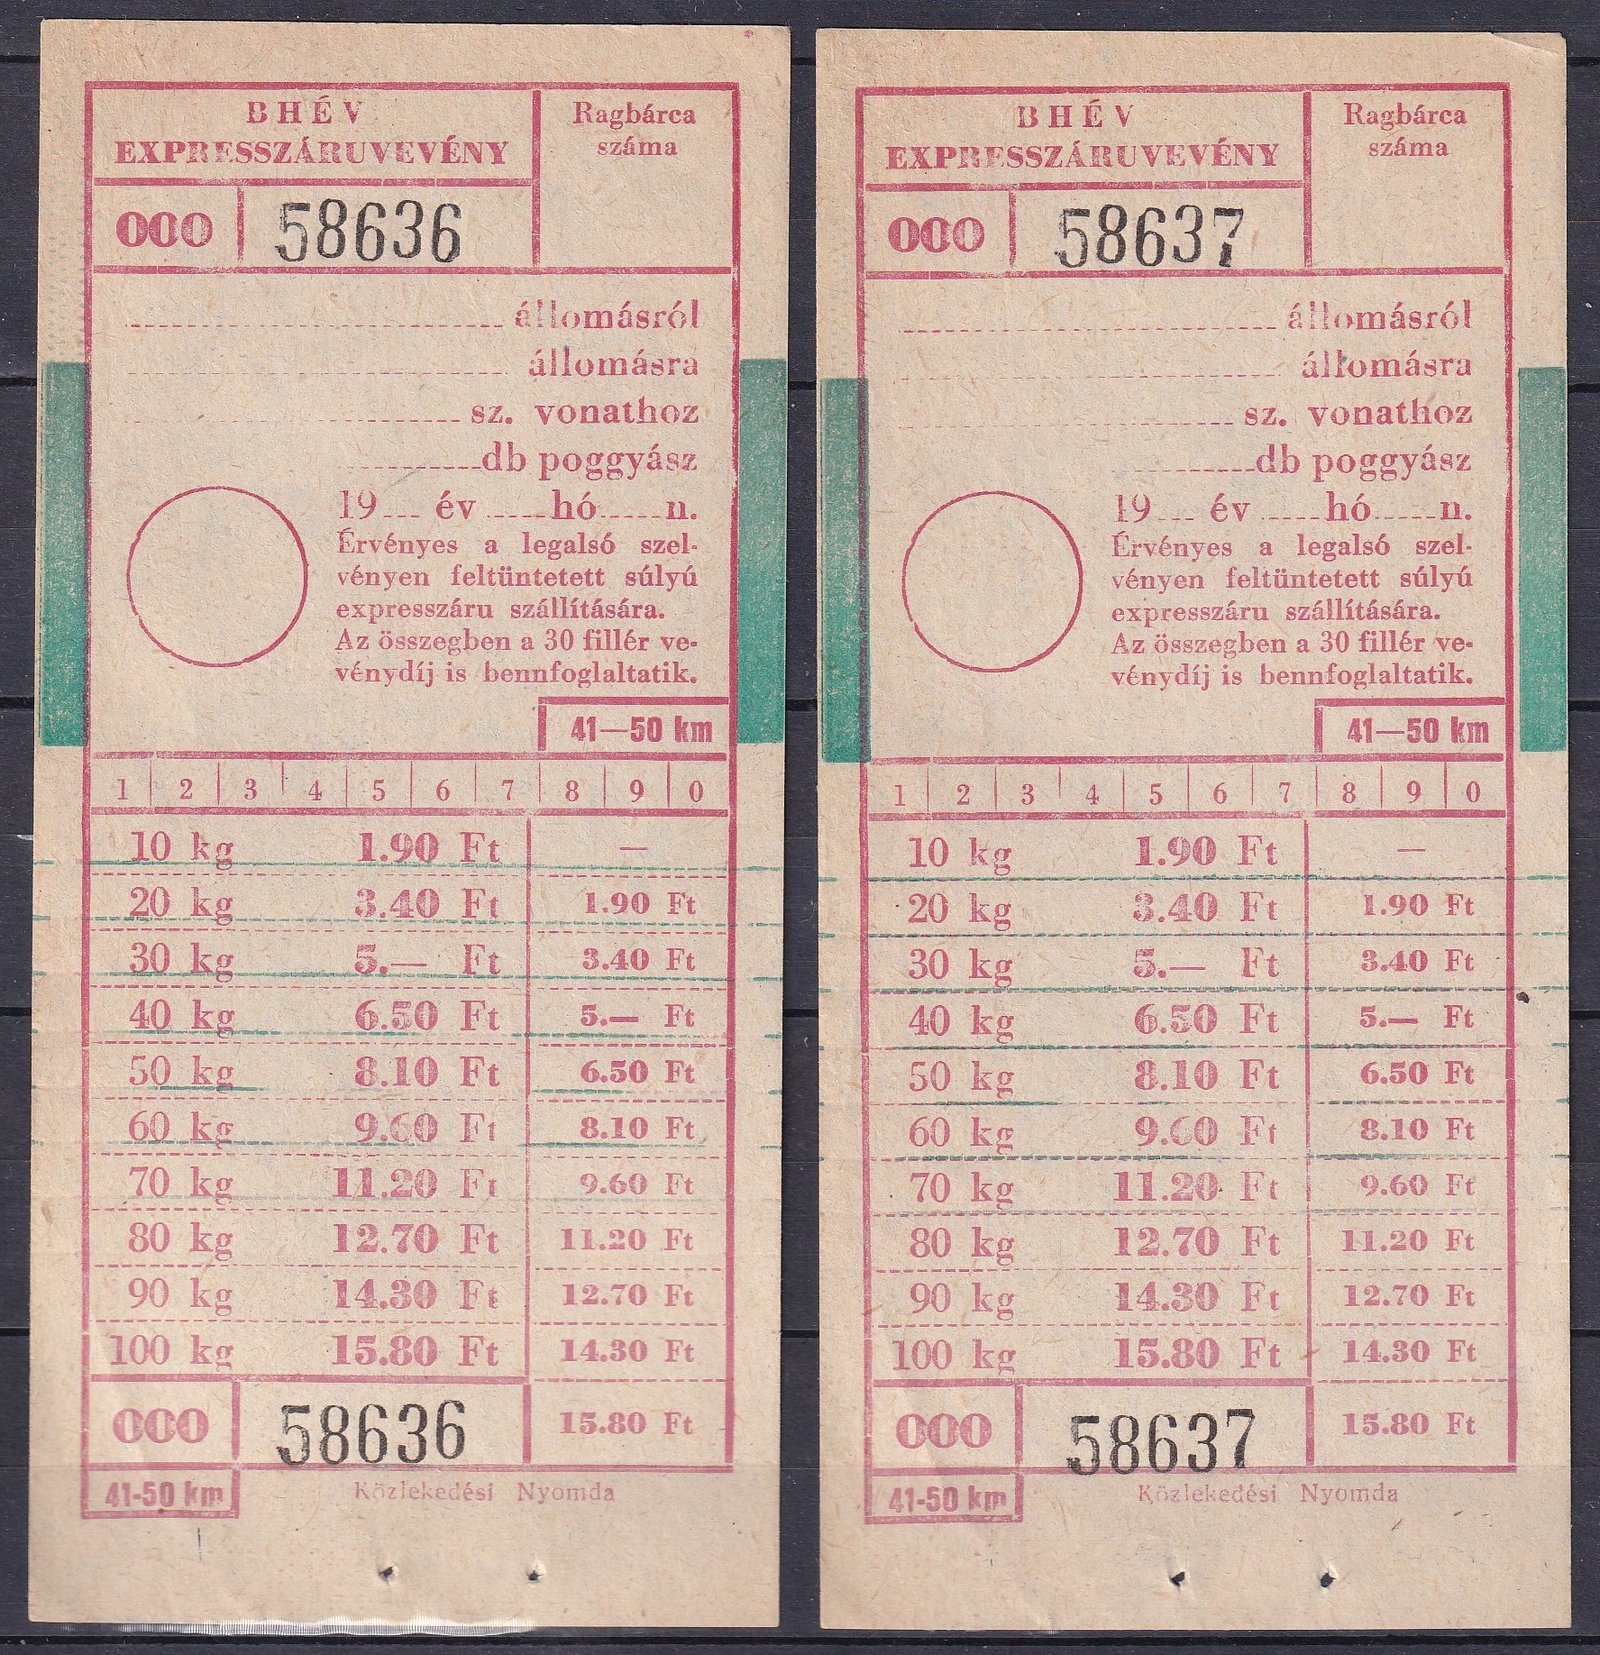 BHÉV
EXPRESSZÁRUVEVÉNY
Ragbárca
száma
000 58636
állomásról
állomásra
sz. vonathoz
db poggyász
19 év hó n.
Érvényes a legalsó szel-
vényen feltüntetett súlyú
expresszáru szállítására.
Az összegben a 30 fillér ve-
vénydíj is bennfoglaltatik.
41—50 km
1 2 3 4 5 6 7 8 9 0
10 kg 1.90 Ft —
20 kg 3.40 Ft 1.90 Ft
30 kg 5.— Ft 3.40 Ft
40 kg 6.50 Ft 5.— Ft
50 kg 8.10 Ft 6.50 Ft
60 kg 9.60 Ft 8.10 Ft
70 kg 11.20 Ft 9.60 Ft
80 kg 12.70 Ft 11.20 Ft
90 kg 14.30 Ft 12.70 Ft
100 kg 15.80 Ft 14.30 Ft
000 58636 15.80 Ft
41-50 km Közlekedési Nyomda
BHÉV
EXPRESSZÁRUVEVÉNY
Ragbárca
száma
000 58637
állomásról
állomásra
sz. vonathoz
db poggyász
19 év hó n.
Érvényes a legalsó szel-
vényen feltüntetett súlyú
expresszáru szállítására.
Az összegben a 30 fillér ve-
vénydíj is bennfoglaltatik.
41—50 km
1 2 3 4 5 6 7 8 9 0
10 kg 1.90 Ft —
20 kg 3.40 Ft 1.90 Ft
30 kg 5.— Ft 3.40 Ft
40 kg 6.50 Ft 5.— Ft
50 kg 8.10 Ft 6.50 Ft
60 kg 9.60 Ft 8.10 Ft
70 kg 11.20 Ft 9.60 Ft
80 kg 12.70 Ft 11.20 Ft
90 kg 14.30 Ft 12.70 Ft
100 kg 15.80 Ft 14.30 Ft
000 58637 15.80 Ft
41-50 km Közlekedési Nyomda